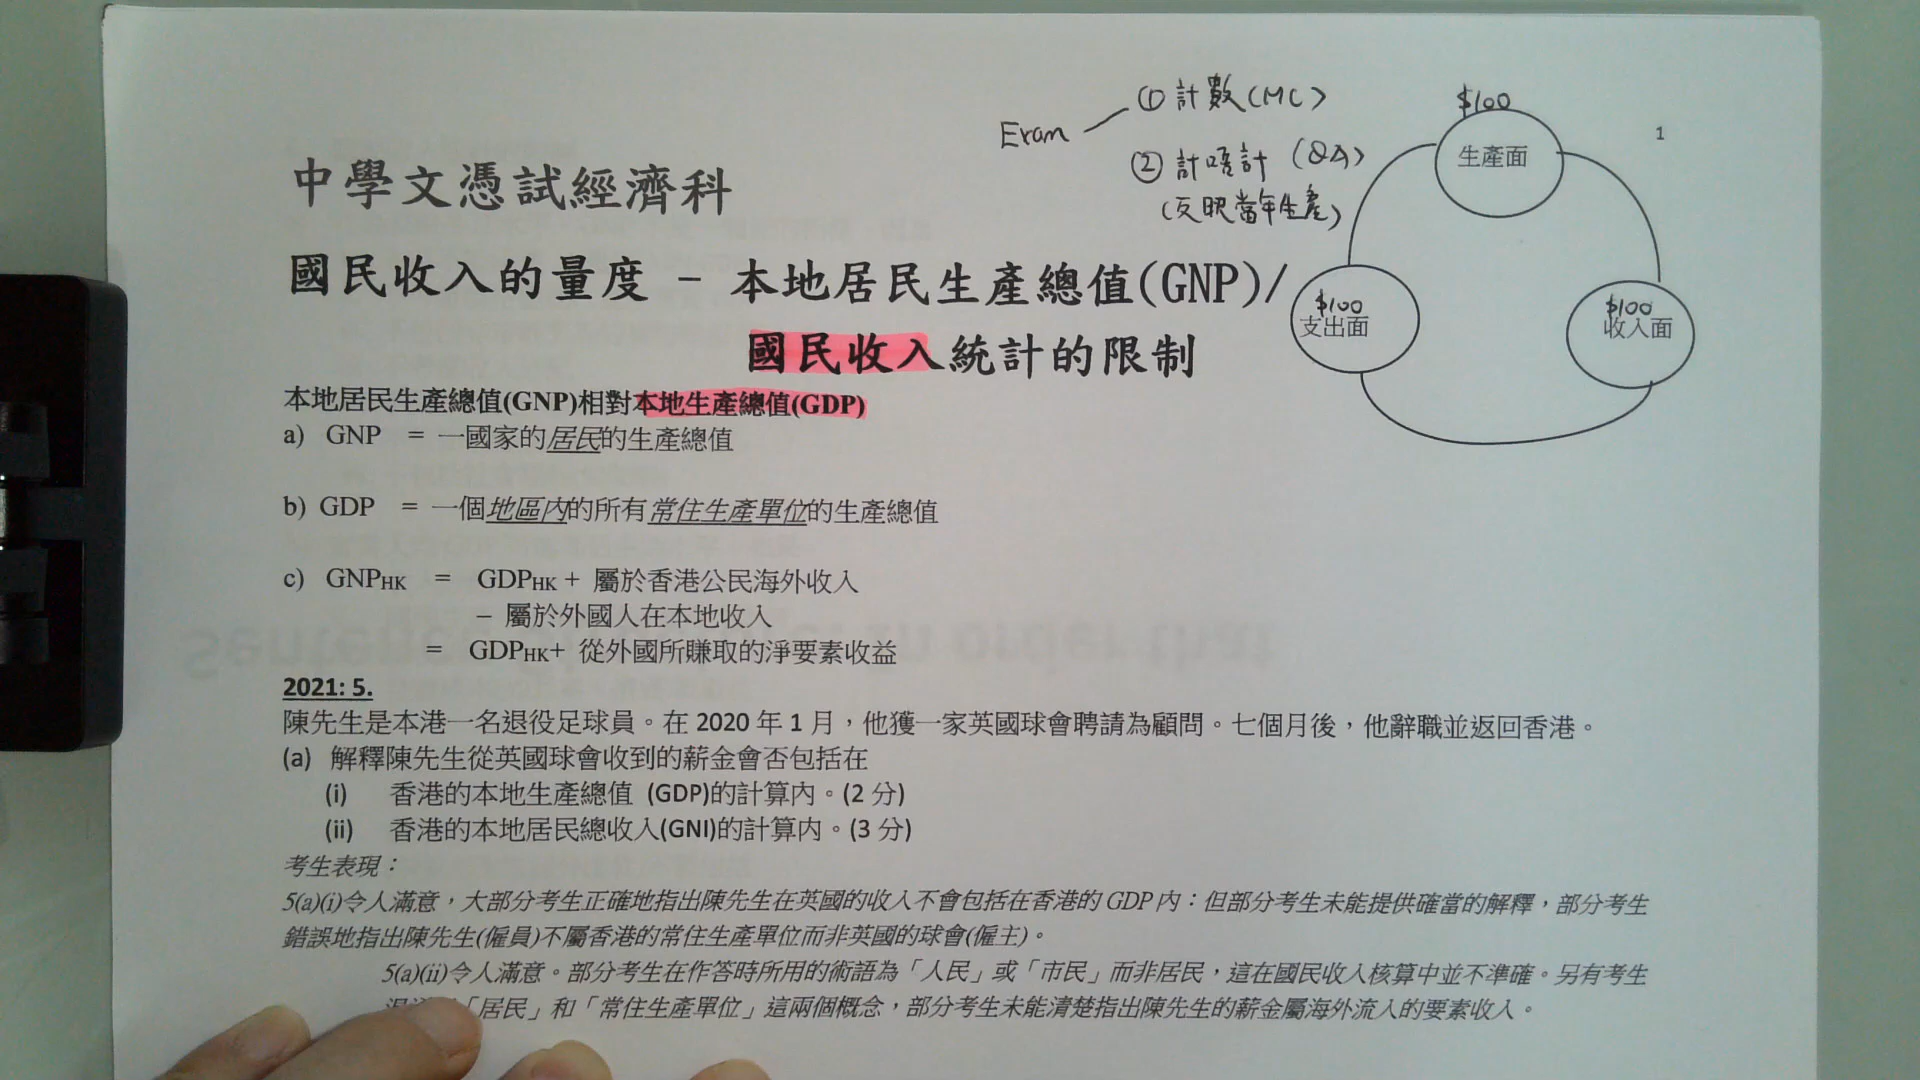 Exam
① 計數(MC)
② 計唔計 (QA)
(反映當年生產)
$100
生產面
1
中學文憑試經濟科
國民收入的量度 – 本地居民生產總值(GNP)/
國民收入統計的限制
$100
支出面
$100
收入面
本地居民生產總值(GNP)相對本地生產總值(GDP)
a) GNP = 一國家的居民的生產總值
b) GDP = 一個地區內的所有常住生產單位的生產總值
c) GNPHK = GDPHK + 屬於香港公民海外收入
– 屬於外國人在本地收入
= GDPHK+ 從外國所賺取的淨要素收益
2021: 5.
陳先生是本港一名退役足球員。在 2020 年 1 月，他獲一家英國球會聘請為顧問。七個月後，他辭職並返回香港。
(a) 解釋陳先生從英國球會收到的薪金會否包括在
(i) 香港的本地生產總值 (GDP)的計算內。(2 分)
(ii) 香港的本地居民總收入(GNI)的計算內。(3 分)
考生表現：
5(a)(i)令人滿意，大部分考生正確地指出陳先生在英國的收入不會包括在香港的 GDP 內：但部分考生未能提供確當的解釋，部分考生
錯誤地指出陳先生(僱員)不屬香港的常住生產單位而非英國的球會(僱主)。
5(a)(ii)令人滿意。部分考生在作答時所用的術語為「人民」或「市民」而非居民，這在國民收入核算中並不準確。另有考生
「居民」和「常住生產單位」這兩個概念，部分考生未能清楚指出陳先生的薪金屬海外流入的要素收入。